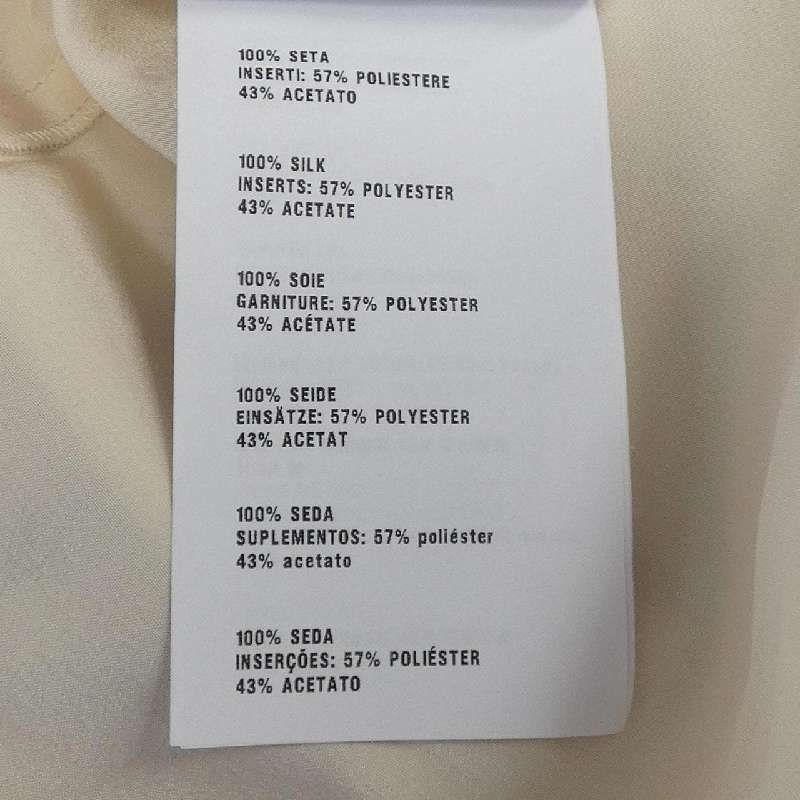 100% SETA
INSERTI: 57% POLIESTERE
43% ACETATO
100% SILK
INSERTS: 57% POLYESTER
43% ACETATE
100% SOIE
GARNITURE: 57% POLYESTER
43% ACÉTATE
100% SEIDE
EINSÄTZE: 57% POLYESTER
43% ACETAT
100% SEDA
SUPLEMENTOS: 57% poliéster
43% acetato
100% SEDA
INSERÇÕES: 57% POLIÉSTER
43% ACETATO